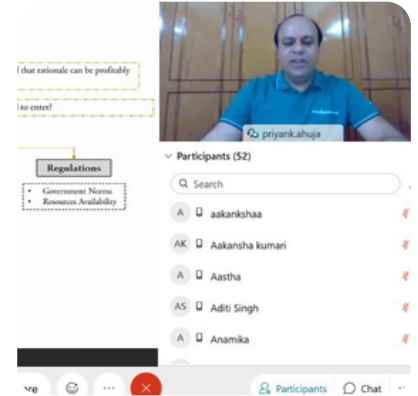 f that rationale can be profitably
l to enter?
Regulations
• Government Norms
• Resources Availability
priyank.ahuja
Participants (52)
Search
A aakankshaa
AK Aakansha kumari
A Aastha
AS Aditi Singh
A Anamika
Participants
Chat